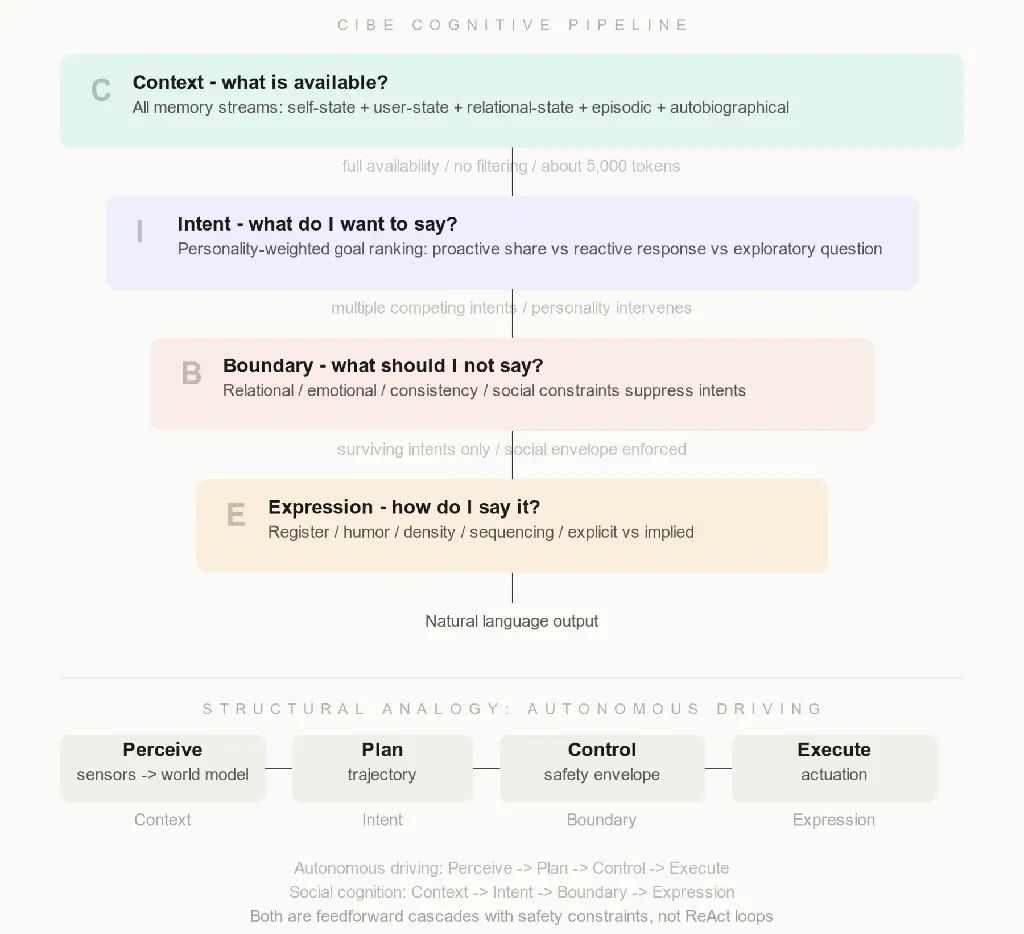 CIBE COGNITIVE PIPELINE
C
Context - what is available?
All memory streams: self-state + user-state + relational-state + episodic + autobiographical
full availability / no filtering / about 5,000 tokens
I
Intent - what do I want to say?
Personality-weighted goal ranking: proactive share vs reactive response vs exploratory question
multiple competing intents / personality intervenes
B
Boundary - what should I not say?
Relational / emotional / consistency / social constraints suppress intents
surviving intents only / social envelope enforced
E
Expression - how do I say it?
Register / humor / density / sequencing / explicit vs implied
Natural language output
STRUCTURAL ANALOGY: AUTONOMOUS DRIVING
Perceive
sensors -> world model
Context
Plan
trajectory
Intent
Control
safety envelope
Boundary
Execute
actuation
Expression
Autonomous driving: Perceive -> Plan -> Control -> Execute
Social cognition: Context -> Intent -> Boundary -> Expression
Both are feedforward cascades with safety constraints, not ReAct loops